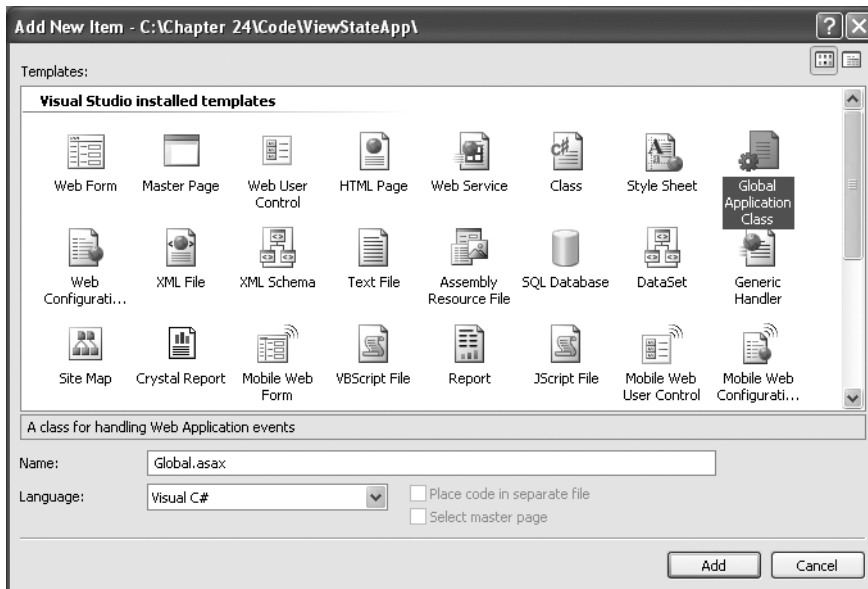 Add New Item - C:\Chapter 24\Code\ViewStateApp\
Templates:
Visual Studio installed templates
Web Form
Master Page
Web User
Control
HTML Page
Web Service
Class
Style Sheet
Global
Application
Class
Web
Configurati...
XML File
XML Schema
Text File
Assembly
Resource File
SQL Database
DataSet
Generic
Handler
Site Map
Crystal Report
Mobile Web
Form
VBScript File
Report
JScript File
Mobile Web
User Control
Mobile Web
Configurati...
A class for handling Web Application events
Name:
Global.asax
Language:
Visual C#
Place code in separate file
Select master page
Add
Cancel